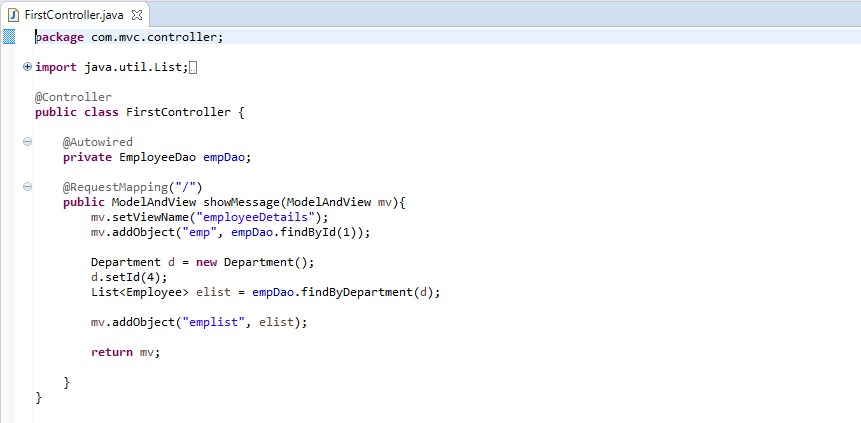 FirstController.java
package com.mvc.controller;
import java.util.List;
@Controller
public class FirstController {
@Autowired
private EmployeeDao empDao;
@RequestMapping("/")
public ModelAndView showMessage(ModelAndView mv){
mv.setViewName("employeeDetails");
mv.addObject("emp", empDao.findById(1));
Department d = new Department();
d.setId(4);
List<Employee> elist = empDao.findByDepartment(d);
mv.addObject("emplist", elist);
return mv;
}
}